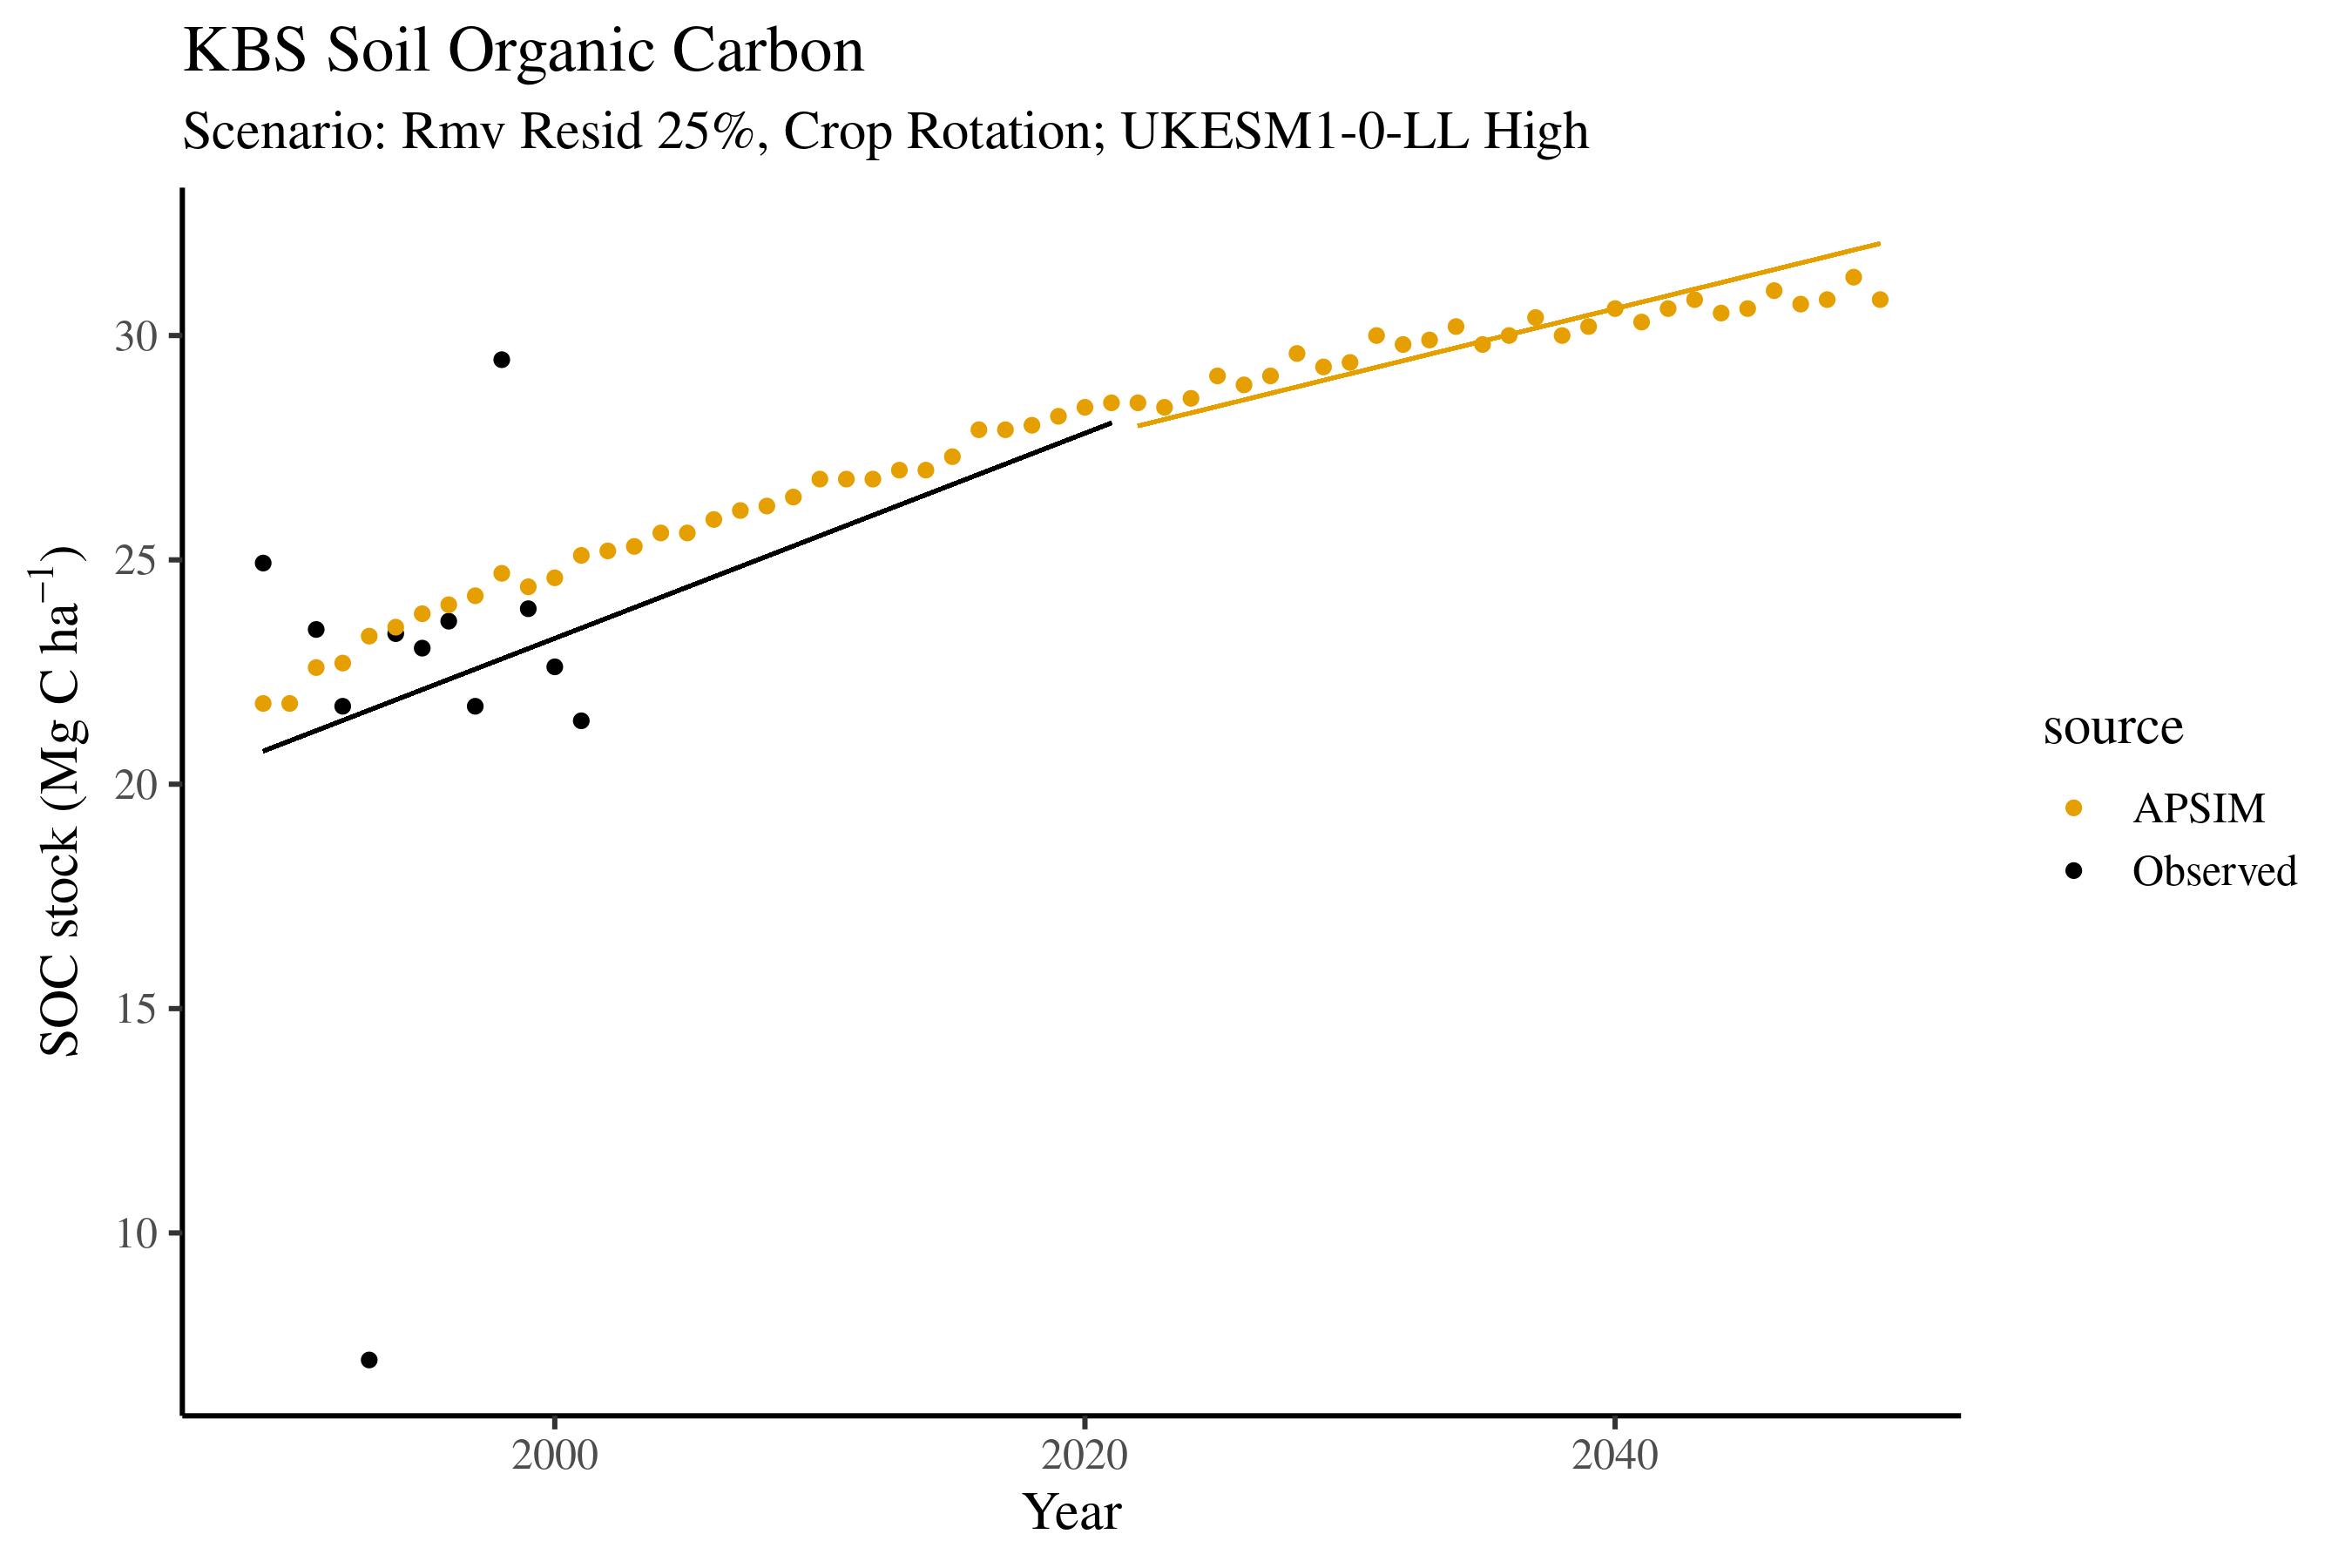 KBS Soil Organic Carbon
Scenario: Rmv Resid 25%, Crop Rotation; UKESM1-0-LL High
SOC stock (Mg C ha⁻¹)
30
25
20
15
10
2000
2020
2040
Year
source
APSIM
Observed